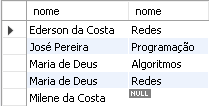 nome nome
Ederson da Costa Redes
José Pereira Programação
Maria de Deus Algoritmos
Maria de Deus Redes
Milene da Costa NULL